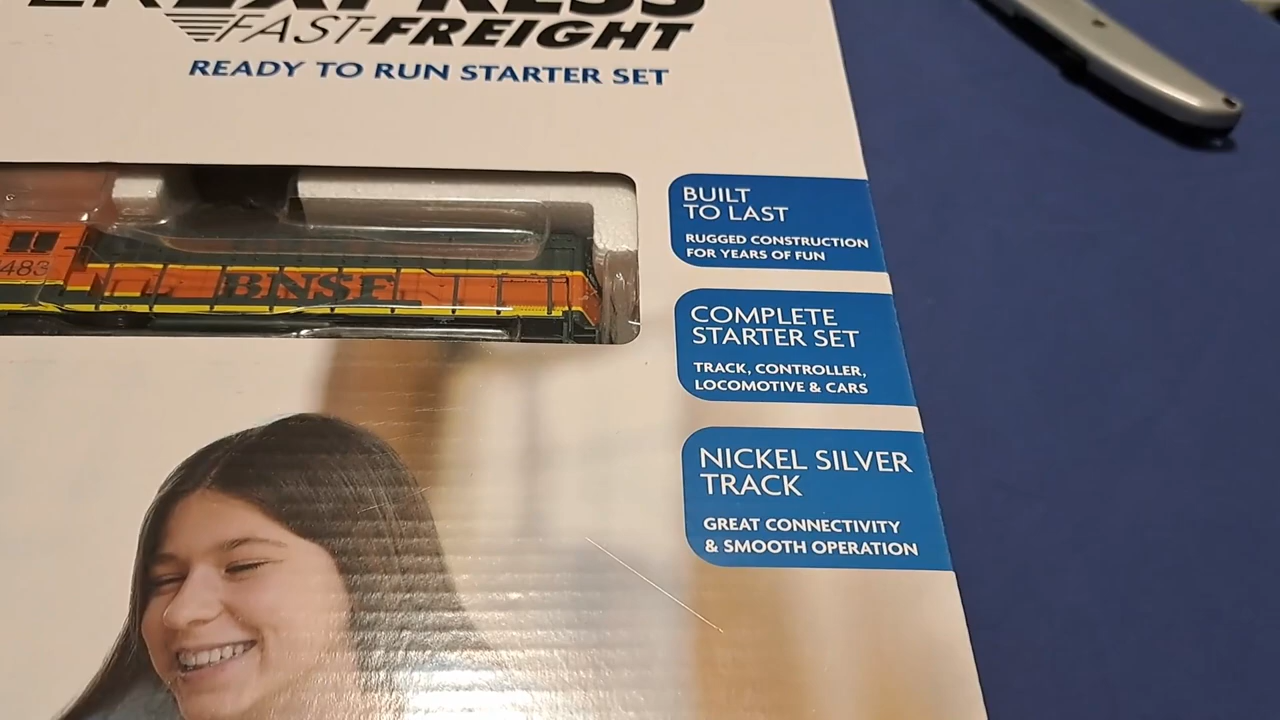 EXPRESS
FAST-FREIGHT
READY TO RUN STARTER SET
BUILT
TO LAST
RUGGED CONSTRUCTION
FOR YEARS OF FUN
483
BNSF
COMPLETE
STARTER SET
TRACK, CONTROLLER,
LOCOMOTIVE & CARS
NICKEL SILVER
TRACK
GREAT CONNECTIVITY
& SMOOTH OPERATION